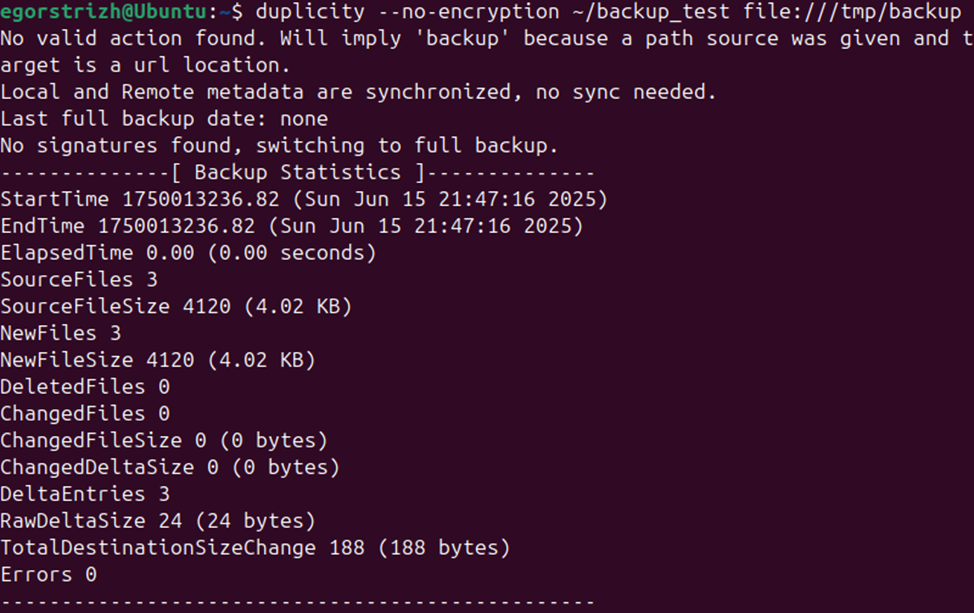 egorstrizh@Ubuntu:~$ duplicity --no-encryption ~/backup_test file:///tmp/backup
No valid action found. Will imply 'backup' because a path source was given and t
arget is a url location.
Local and Remote metadata are synchronized, no sync needed.
Last full backup date: none
No signatures found, switching to full backup.
--------------[ Backup Statistics ]--------------
StartTime 1750013236.82 (Sun Jun 15 21:47:16 2025)
EndTime 1750013236.82 (Sun Jun 15 21:47:16 2025)
ElapsedTime 0.00 (0.00 seconds)
SourceFiles 3
SourceFileSize 4120 (4.02 KB)
NewFiles 3
NewFileSize 4120 (4.02 KB)
DeletedFiles 0
ChangedFiles 0
ChangedFileSize 0 (0 bytes)
ChangedDeltaSize 0 (0 bytes)
DeltaEntries 3
RawDeltaSize 24 (24 bytes)
TotalDestinationSizeChange 188 (188 bytes)
Errors 0
-------------------------------------------------